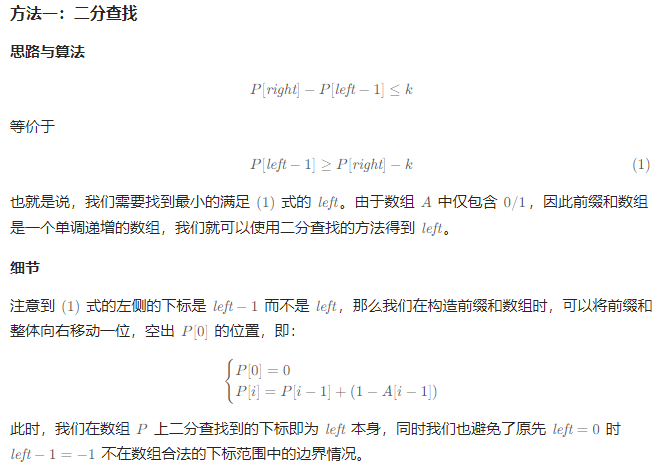 方法一：二分查找
思路与算法
P[right] − P[left − 1] ≤ k
等价于
P[left − 1] ≥ P[right] − k (1)
也就是说，我们需要找到最小的满足 (1) 式的 left。由于数组 A 中仅包含 0/1，因此前缀和数组
是一个单调递增的数组，我们就可以使用二分查找的方法得到 left。
细节
注意到 (1) 式的左侧的下标是 left − 1 而不是 left，那么我们在构造前缀和数组时，可以将前缀和
整体向右移动一位，空出 P[0] 的位置，即：
P[0] = 0
P[i] = P[i − 1] + (1 − A[i − 1])
此时，我们在数组 P 上二分查找到的下标即为 left 本身，同时我们也避免了原先 left = 0 时
left − 1 = −1 不在数组合法的下标范围中的边界情况。